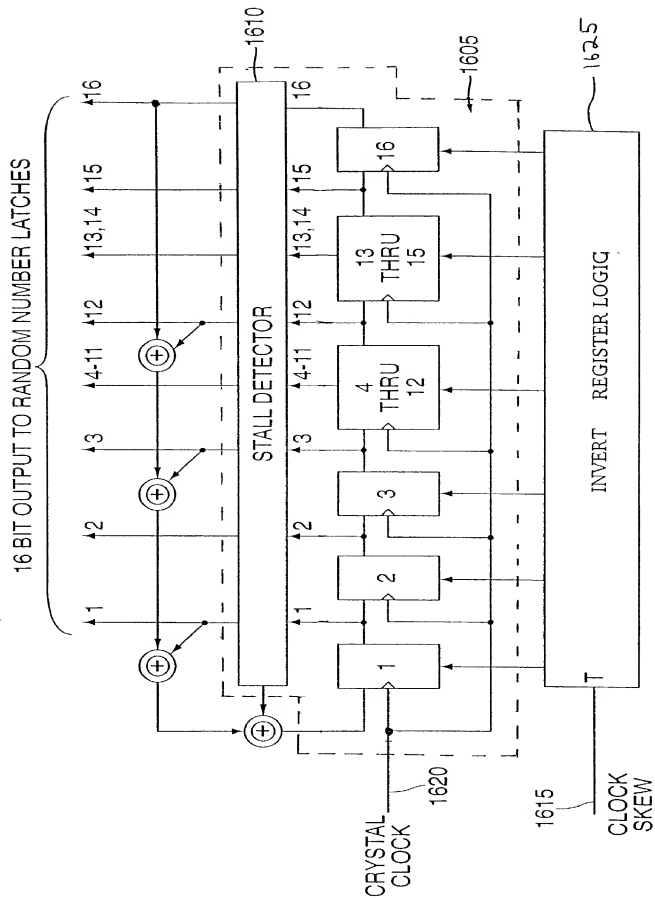 16 BIT OUTPUT TO RANDOM NUMBER LATCHES
1
2
3
4-11
12
13,14
15
16
1610
STALL DETECTOR
1
2
3
4-11
12
13,14
15
16
1605
1
2
3
4
THRU
12
13
THRU
15
16
CRYSTAL
CLOCK
1620
1625
INVERT REGISTER LOGIC
T
1615
CLOCK
SKEW